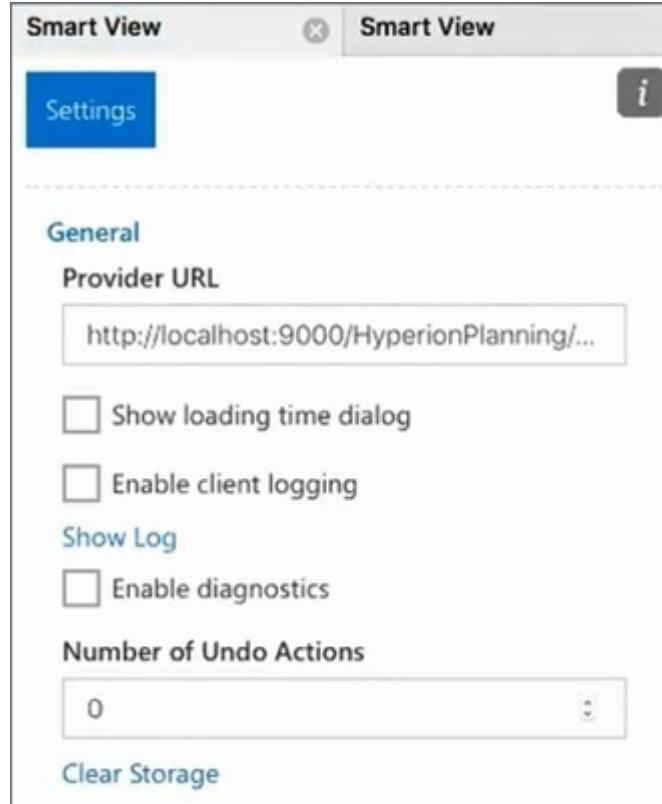 Smart View
Smart View
Settings
i
General
Provider URL
http://localhost:9000/HyperionPlanning/...
Show loading time dialog
Enable client logging
Show Log
Enable diagnostics
Number of Undo Actions
0
Clear Storage